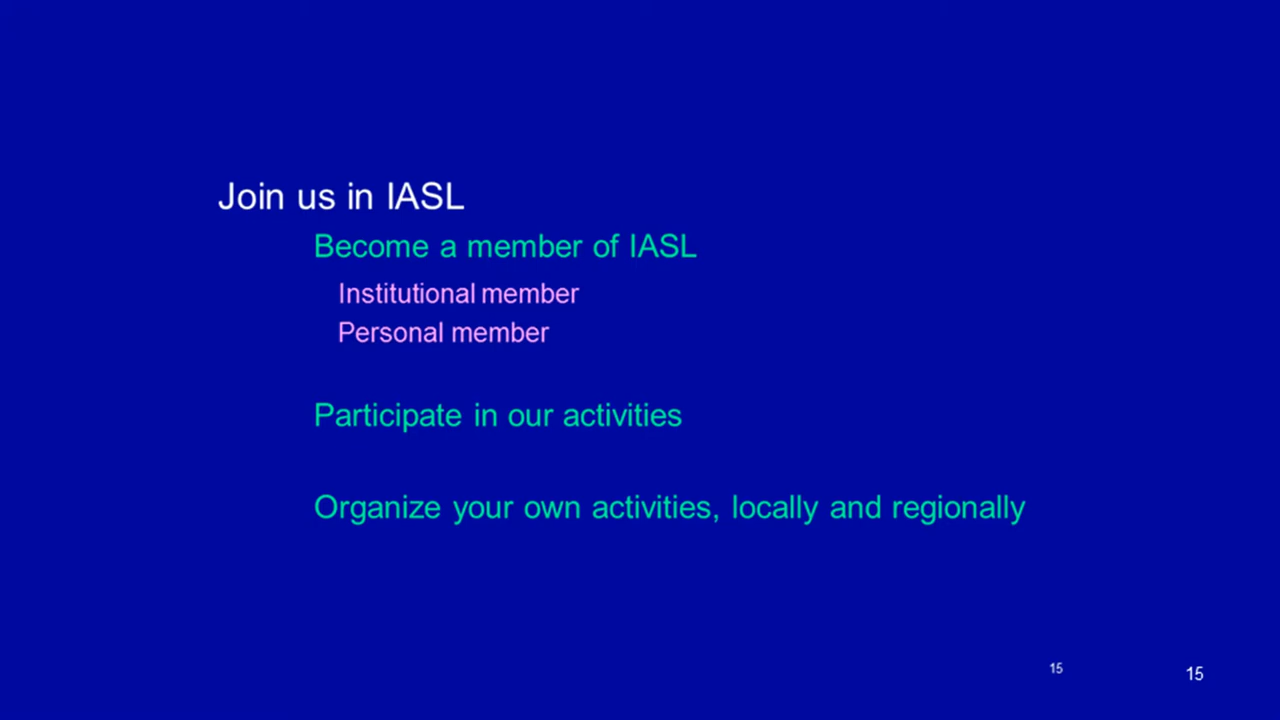 Join us in IASL
Become a member of IASL
Institutional member
Personal member
Participate in our activities
Organize your own activities, locally and regionally
15
15